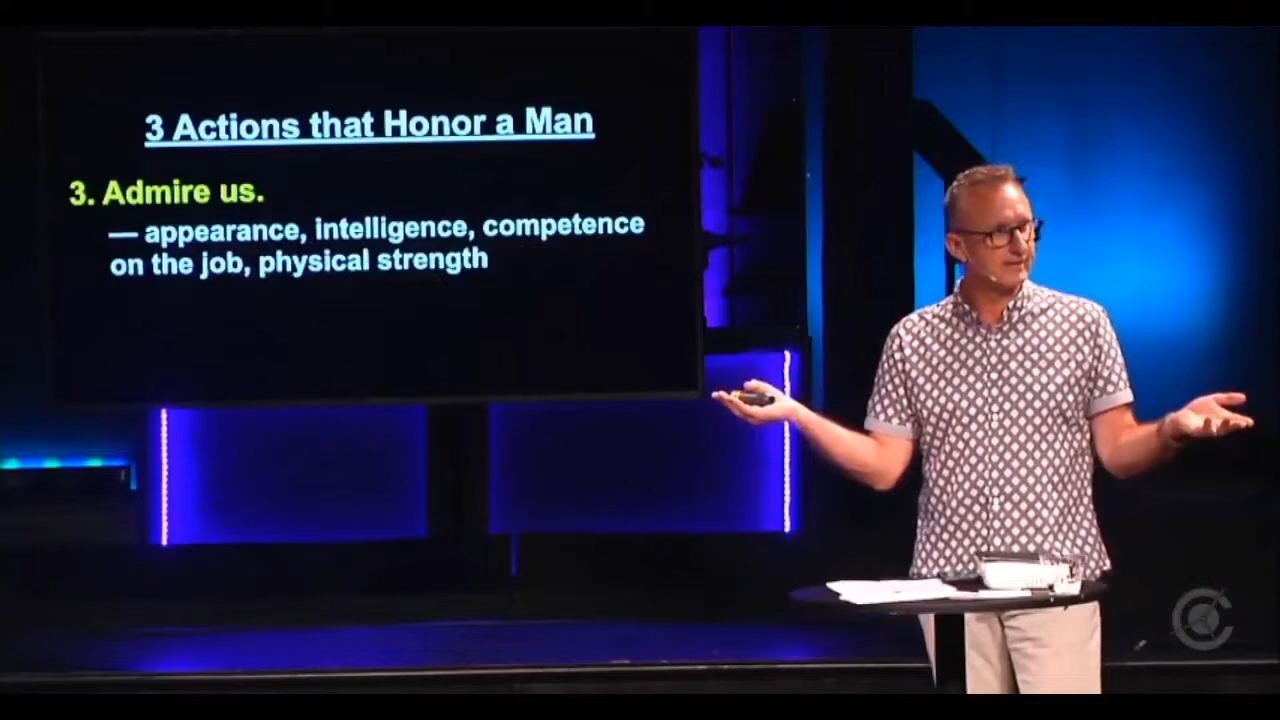 3 Actions that Honor a Man
3. Admire us.
— appearance, intelligence, competence
on the job, physical strength